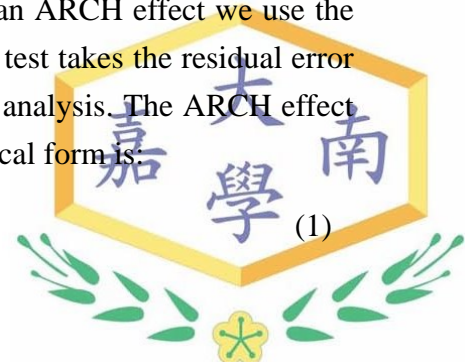 an ARCH effect we use the
test takes the residual error
analysis. The ARCH effect
cal form is:
大
嘉 南
學
(1)